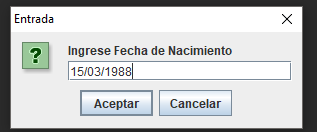 Entrada
?
Ingrese Fecha de Nacimiento
15/03/1988
Aceptar Cancelar